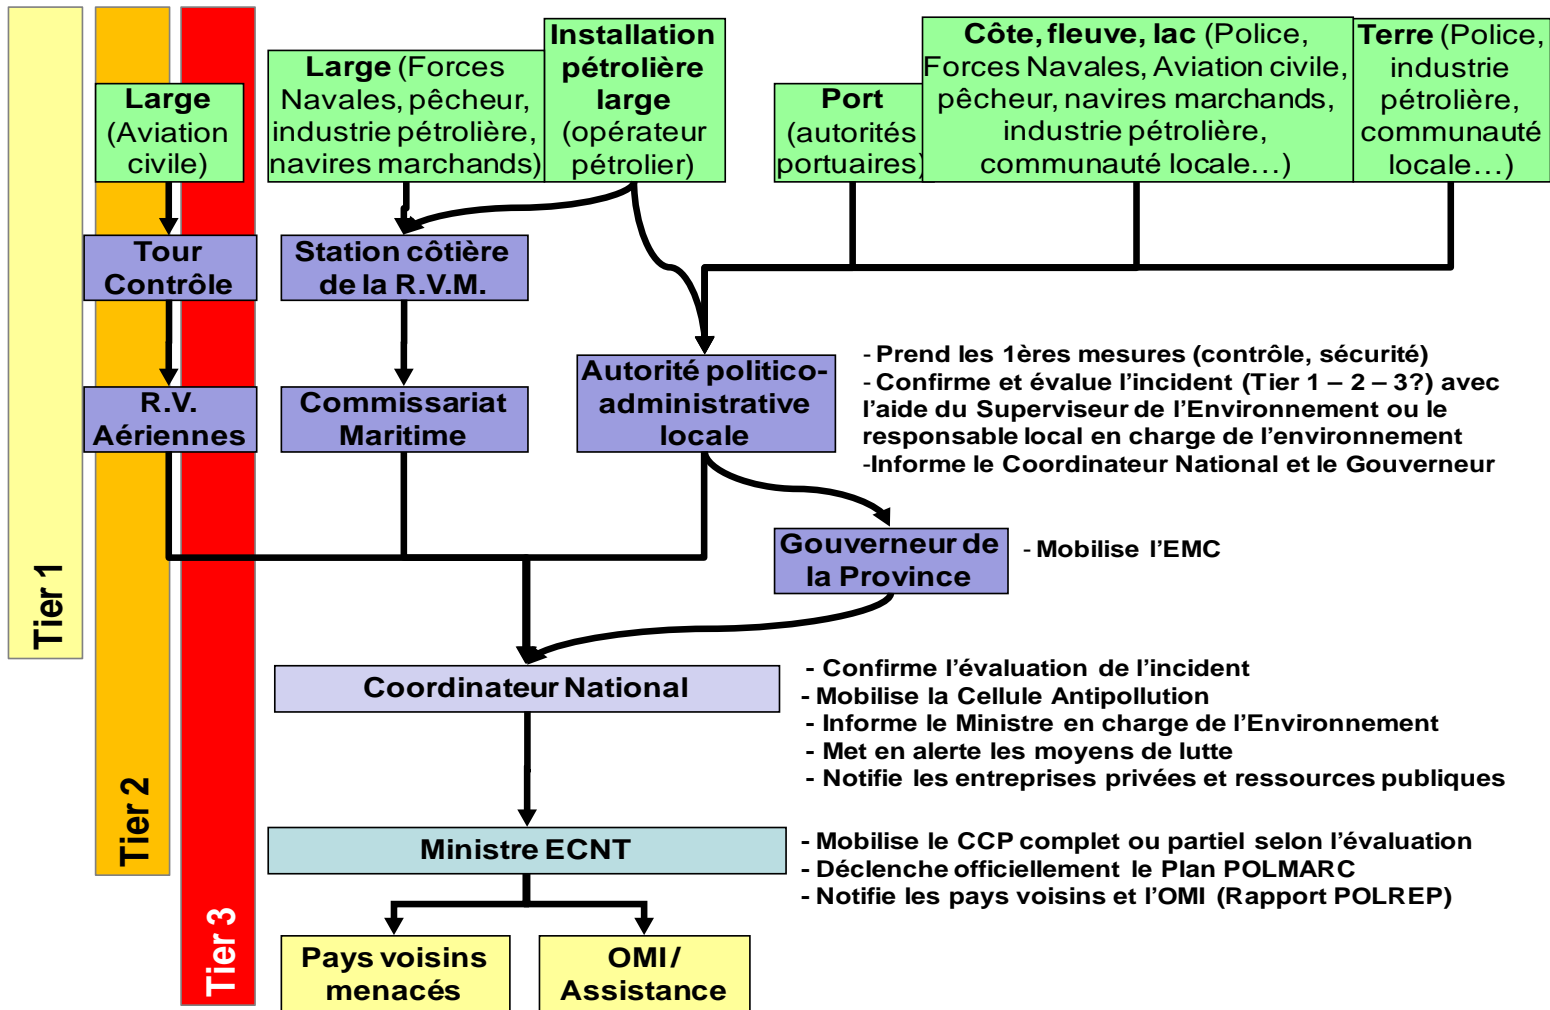 Tier 1
Tier 2
Tier 3
Large
(Aviation
civile)
Large (Forces
Navales, pêcheur,
industrie pétrolière,
navires marchands)
Installation
pétrolière
large
(opérateur
pétrolier)
Port
(autorités
portuaires)
Côte, fleuve, lac (Police,
Forces Navales, Aviation civile,
pêcheur, navires marchands,
industrie pétrolière,
communauté locale…)
Terre (Police,
industrie
pétrolière,
communauté
locale…)
Tour
Contrôle
Station côtière
de la R.V.M.
R.V.
Aériennes
Commissariat
Maritime
Autorité politico-
administrative
locale
- Prend les 1ères mesures (contrôle, sécurité)
- Confirme et évalue l’incident (Tier 1 – 2 – 3?) avec
l’aide du Superviseur de l’Environnement ou le
responsable local en charge de l’environnement
-Informe le Coordinateur National et le Gouverneur
Gouverneur de
la Province
- Mobilise l’EMC
Coordinateur National
- Confirme l’évaluation de l’incident
- Mobilise la Cellule Antipollution
- Informe le Ministre en charge de l’Environnement
- Met en alerte les moyens de lutte
- Notifie les entreprises privées et ressources publiques
Ministre ECNT
- Mobilise le CCP complet ou partiel selon l’évaluation
- Déclenche officiellement le Plan POLMARC
- Notifie les pays voisins et l’OMI (Rapport POLREP)
Pays voisins
menacés
OMI /
Assistance